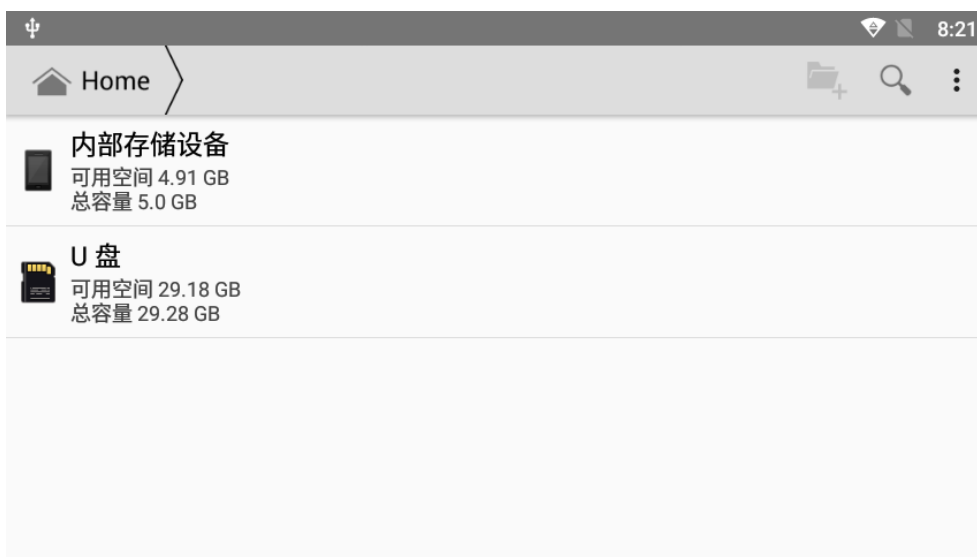 8:21
Home
内部存储设备
可用空间 4.91 GB
总容量 5.0 GB
U 盘
可用空间 29.18 GB
总容量 29.28 GB